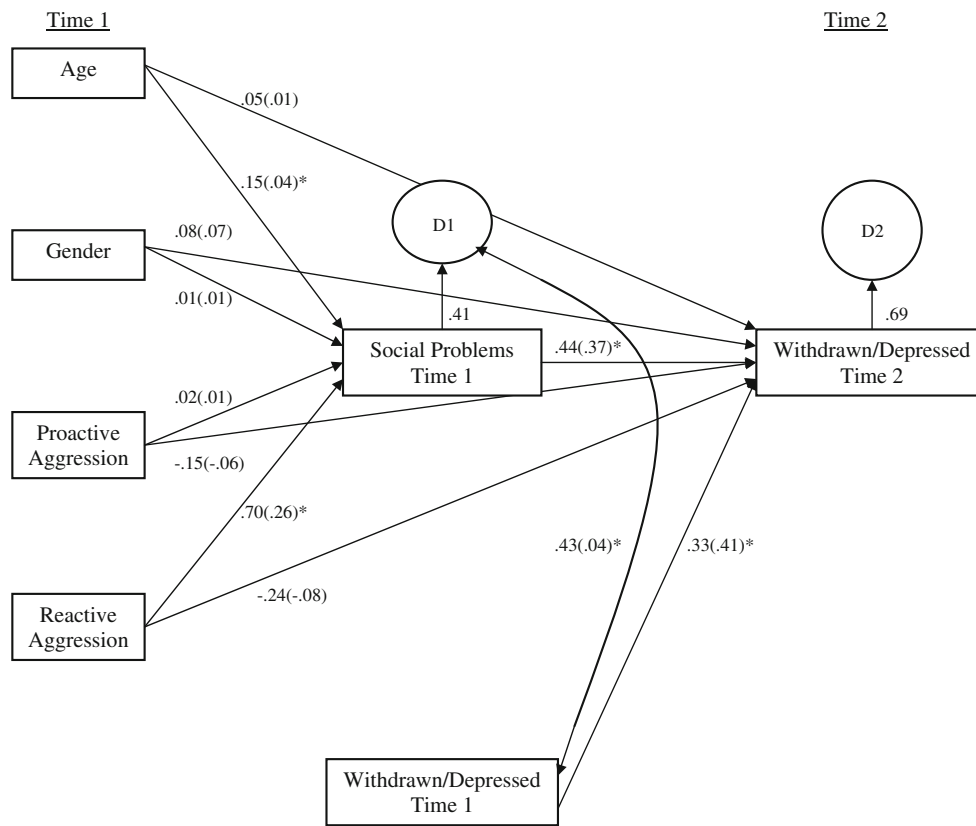 Time 1
Time 2
Age
.05(.01)
.15(.04)*
D1
D2
Gender
.08(.07)
.01(.01)
.41
.69
Social Problems
Time 1
.44(.37)*
Withdrawn/Depressed
Time 2
.02(.01)
Proactive
Aggression
-.15(-.06)
.70(.26)*
.43(.04)*
.33(.41)*
-.24(-.08)
Reactive
Aggression
Withdrawn/Depressed
Time 1